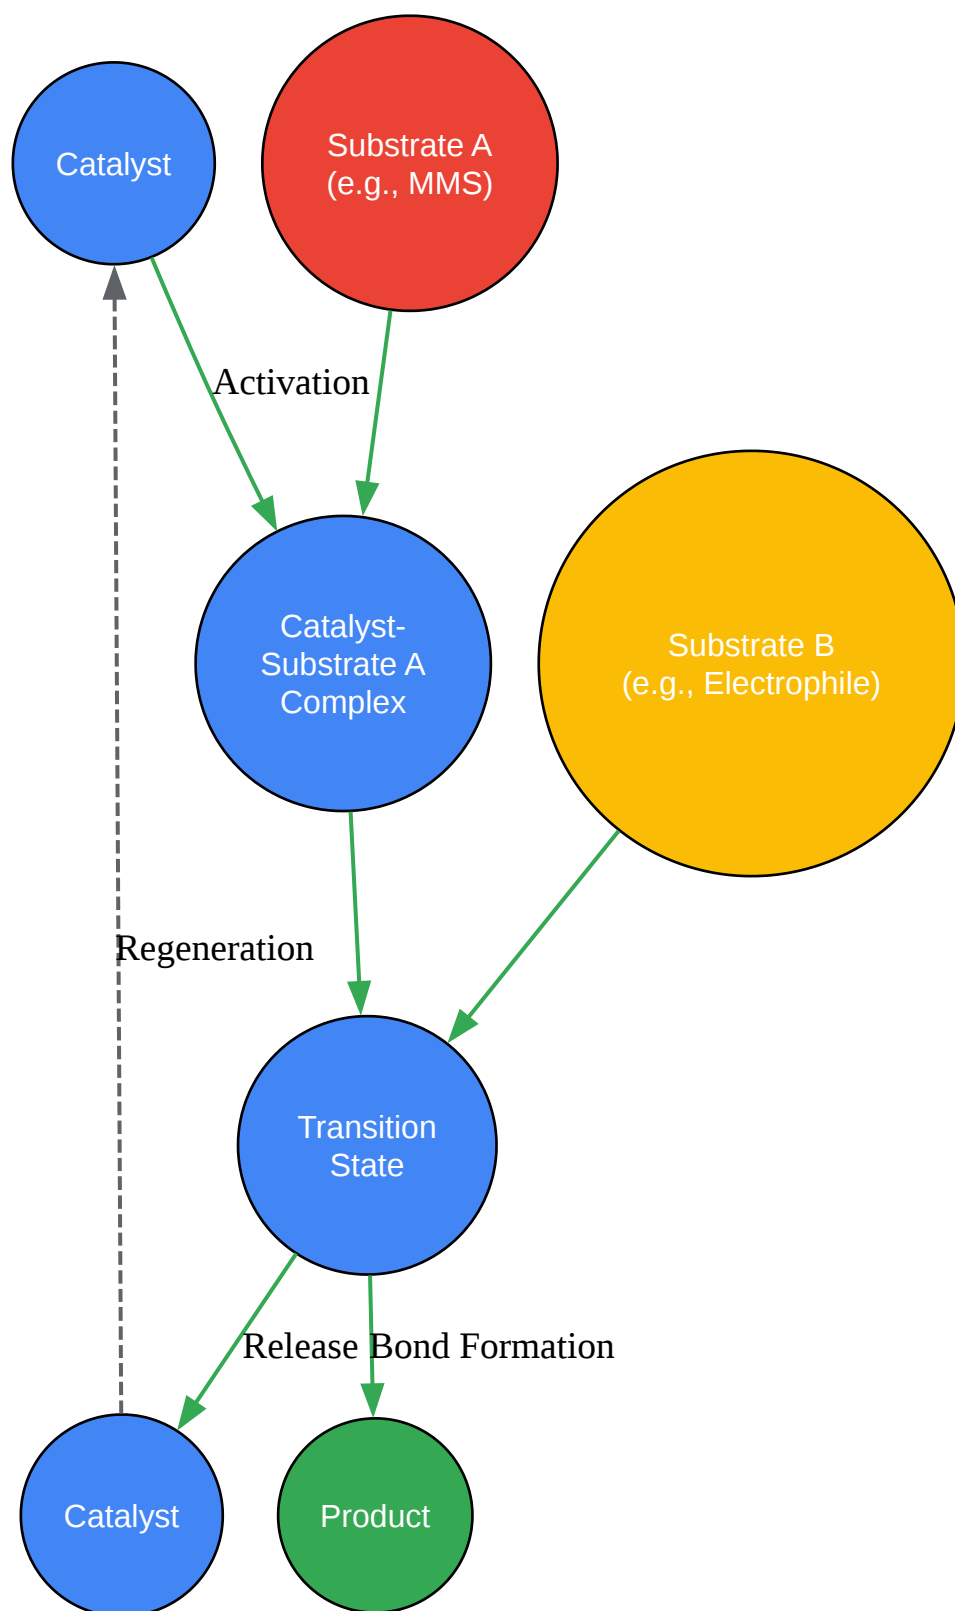 Catalyst
Substrate A
(e.g., MMS)
Activation
Catalyst-
Substrate A
Complex
Substrate B
(e.g., Electrophile)
Regeneration
Transition
State
Release
Bond Formation
Catalyst
Product